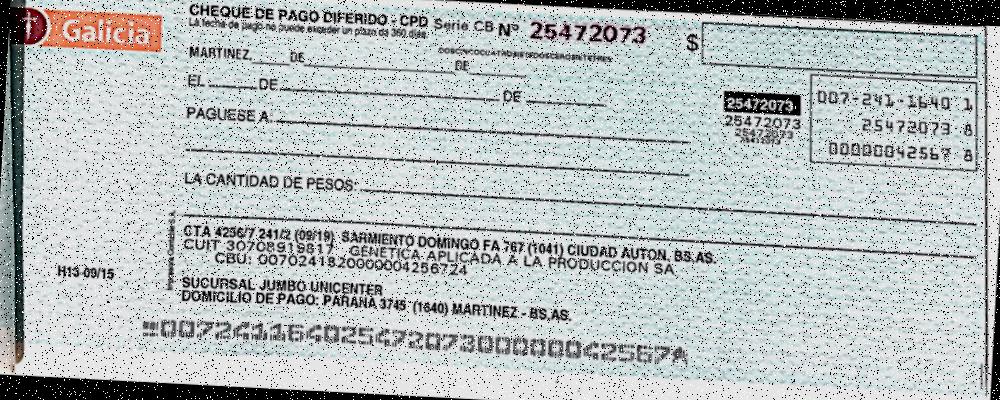 Galicia
CHEQUE DE PAGO DIFERIDO - CPD Serie CB Nº 25472073
La fecha de pago no puede exceder un plazo de 360 días
$
MARTINEZ, DE DE
EL DE DE
25472073
25472073
25472073
25472073
007-241-1640 1
25472073 8
00000042567 8
PAGUESE A:
LA CANTIDAD DE PESOS:
CTA 4256/7 241/2 (09/19) SARMIENTO DOMINGO FA 767 (1041) CIUDAD AUTON. BS.AS.
CUIT 30708919817 GENETICA APLICADA A LA PRODUCCION SA
CBU: 0070241820000004256724
H13 09/15
SUCURSAL JUMBO UNICENTER
DOMICILIO DE PAGO: PARANA 3745 (1640) MARTINEZ - BS.AS.
00724116402547207300000042567